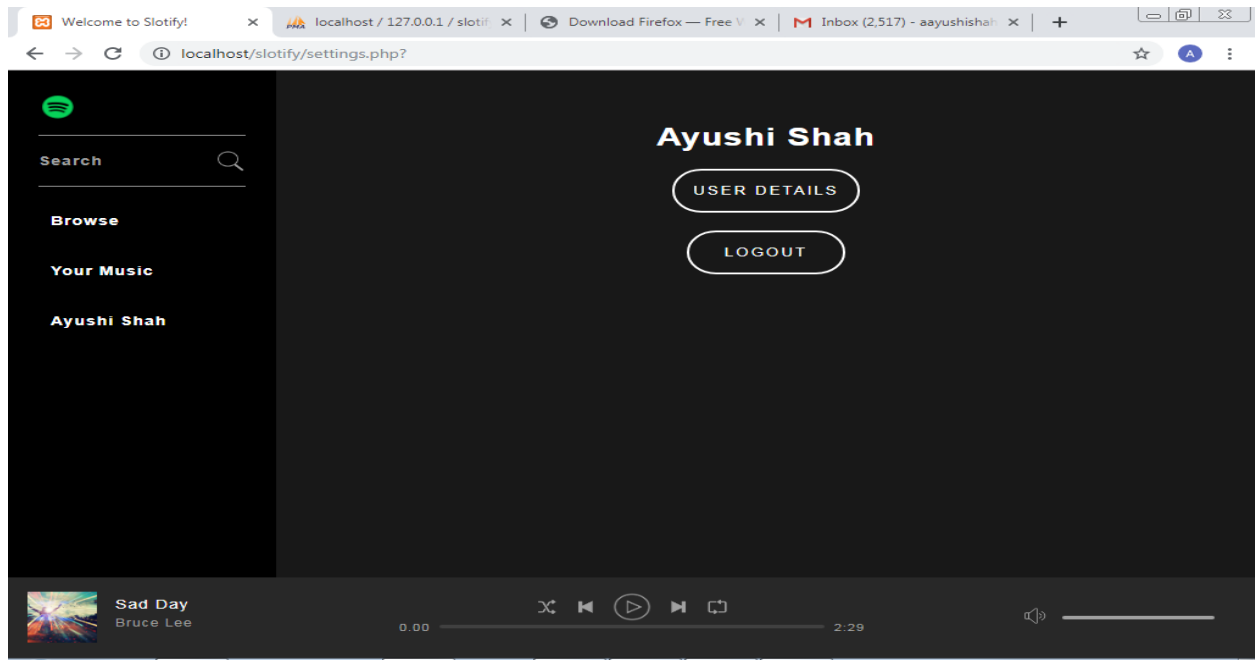 Welcome to Slotify!
localhost / 127.0.0.1 / slotif
Download Firefox — Free
Inbox (2,517) - aayushishah
localhost/slotify/settings.php?
A
Search
Browse
Your Music
Ayushi Shah
Ayushi Shah
USER DETAILS
LOGOUT
Sad Day
Bruce Lee
0.00
2:29